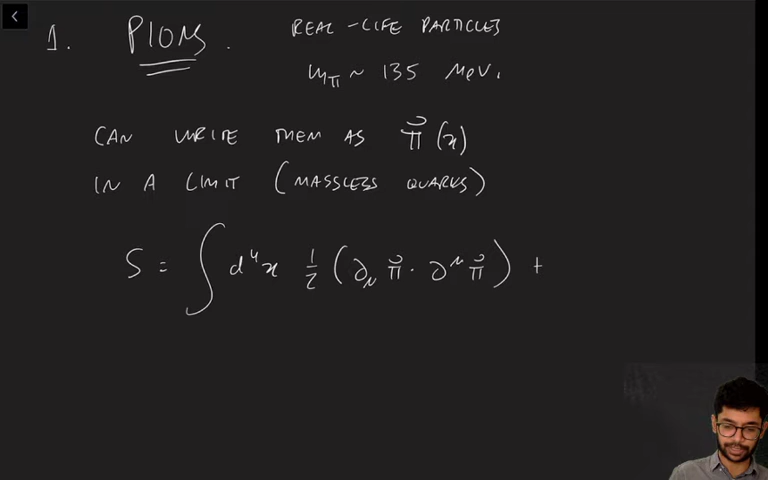 1. PIONS.
REAL-LIFE PARTICLES
m_π ~ 135 MeV.
CAN WRITE THEM AS π⃗(x)
IN A LIMIT (MASSLESS QUARKS)
S = ∫ d⁴x ½ (∂_μ π⃗ · ∂^μ π⃗) +